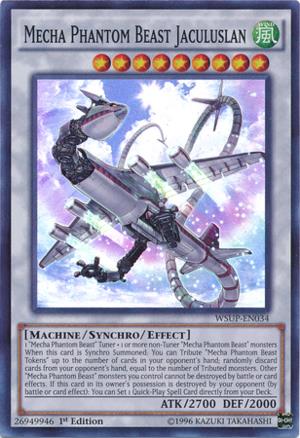 MECHA PHANTOM BEAST JACULUSLAN
WIND
風
WSUP-EN034
[MACHINE/SYNCHRO/EFFECT]
1 "Mecha Phantom Beast" Tuner + 1 or more non-Tuner "Mecha Phantom Beast" monsters
When this card is Synchro Summoned: You can Tribute "Mecha Phantom Beast
Tokens" up to the number of cards in your opponent's hand; randomly discard
cards from your opponent's hand, equal to the number of Tributed monsters. Other
"Mecha Phantom Beast" monsters you control cannot be destroyed by battle or card
effects. If this card in its owner's possession is destroyed by your opponent's card
(by battle or card effect): You can Set 1 Quick-Play Spell Card directly from your Deck.
ATK/2700 DEF/2000
26949946 1st Edition ©1996 KAZUKI TAKAHASHI